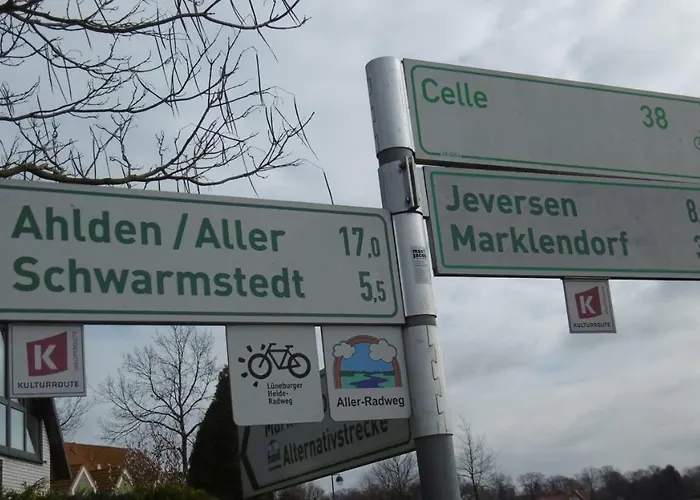 Celle 38
Jeversen
Marklendorf
Ahlden / Aller 17,0
Schwarmstedt 5,5
K
KULTURROUTE
K
KULTURROUTE
Lüneburger
Heide-
Radweg
Aller-Radweg
Alternativstrecke